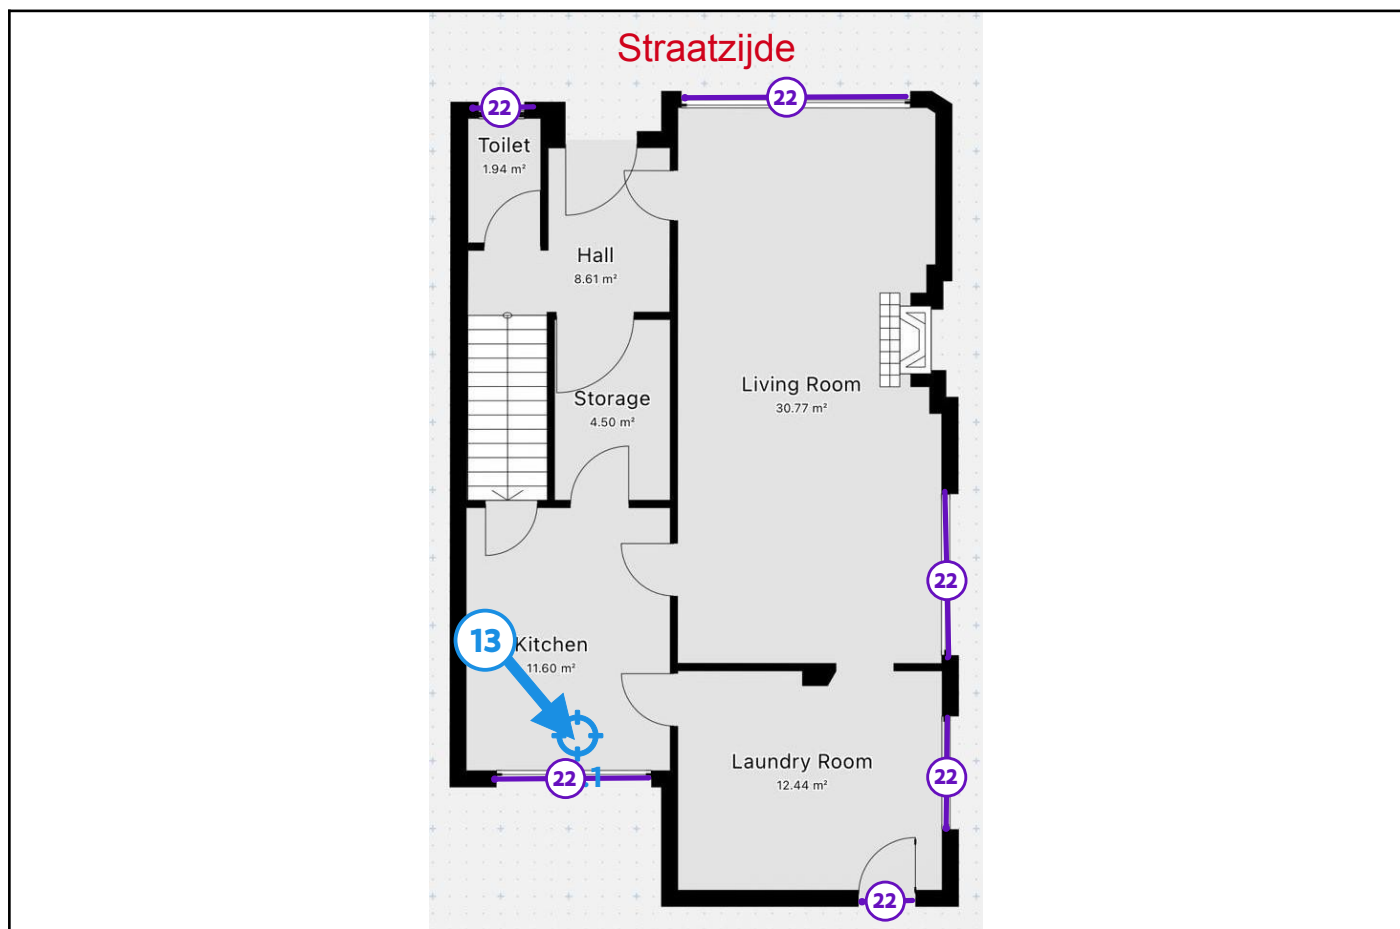 Straatzijde
22
22
Toilet
1.94 m²
Hall
8.61 m²
Living Room
30.77 m²
Storage
4.50 m²
22
13
Kitchen
11.60 m²
Laundry Room
12.44 m²
22
22
1
22